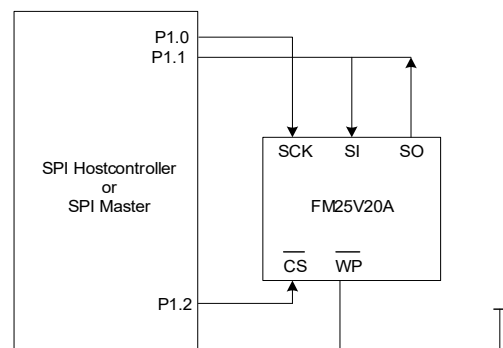 P1.0
P1.1
SCK SI SO
SPI Hostcontroller
or
SPI Master
FM25V20A
CS WP
P1.2